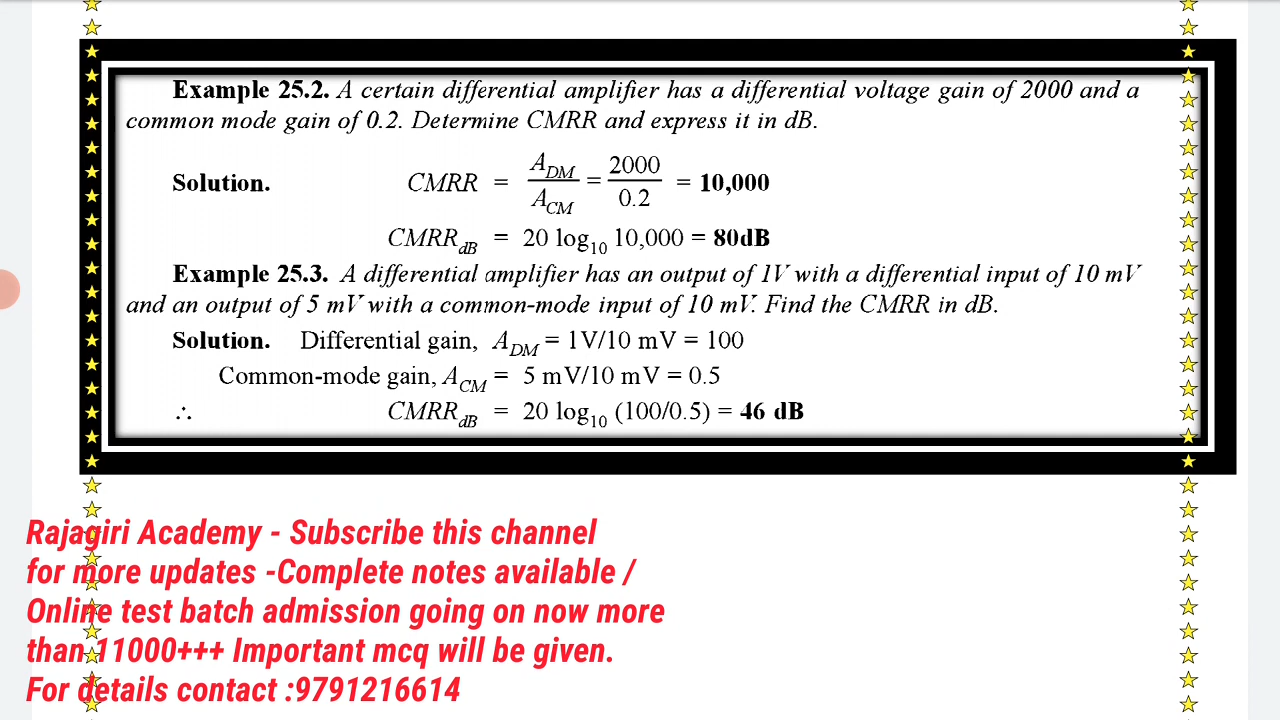 Example 25.2. A certain differential amplifier has a differential voltage gain of 2000 and a
common mode gain of 0.2. Determine CMRR and express it in dB.
Solution. CMRR = A_DM / A_CM = 2000 / 0.2 = 10,000
CMRR_dB = 20 log_10 10,000 = 80dB
Example 25.3. A differential amplifier has an output of 1V with a differential input of 10 mV
and an output of 5 mV with a common-mode input of 10 mV. Find the CMRR in dB.
Solution. Differential gain, A_DM = 1V/10 mV = 100
Common-mode gain, A_CM = 5 mV/10 mV = 0.5
∴ CMRR_dB = 20 log_10 (100/0.5) = 46 dB
Rajagiri Academy - Subscribe this channel
for more updates -Complete notes available /
Online test batch admission going on now more
than 11000+++ Important mcq will be given.
For details contact :9791216614